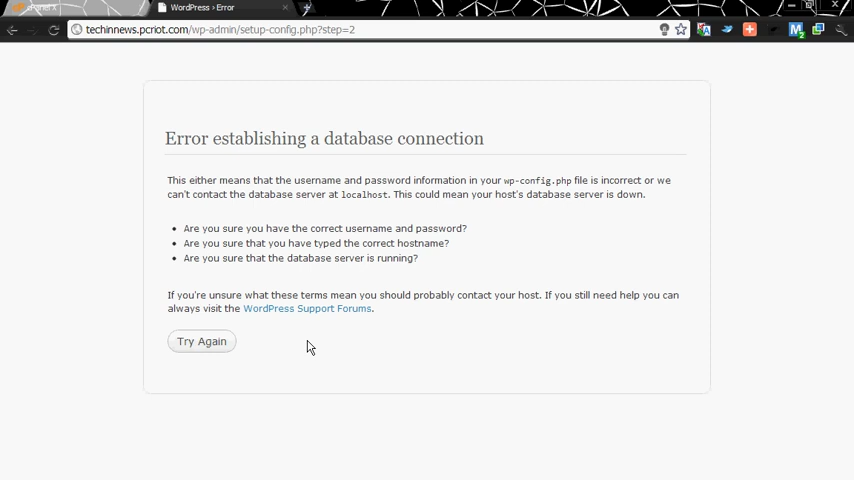 cPanel X
WordPress › Error
techinnews.pcriot.com/wp-admin/setup-config.php?step=2
Error establishing a database connection
This either means that the username and password information in your wp-config.php file is incorrect or we
can't contact the database server at localhost. This could mean your host's database server is down.
Are you sure you have the correct username and password?
Are you sure that you have typed the correct hostname?
Are you sure that the database server is running?
If you're unsure what these terms mean you should probably contact your host. If you still need help you can
always visit the WordPress Support Forums.
Try Again